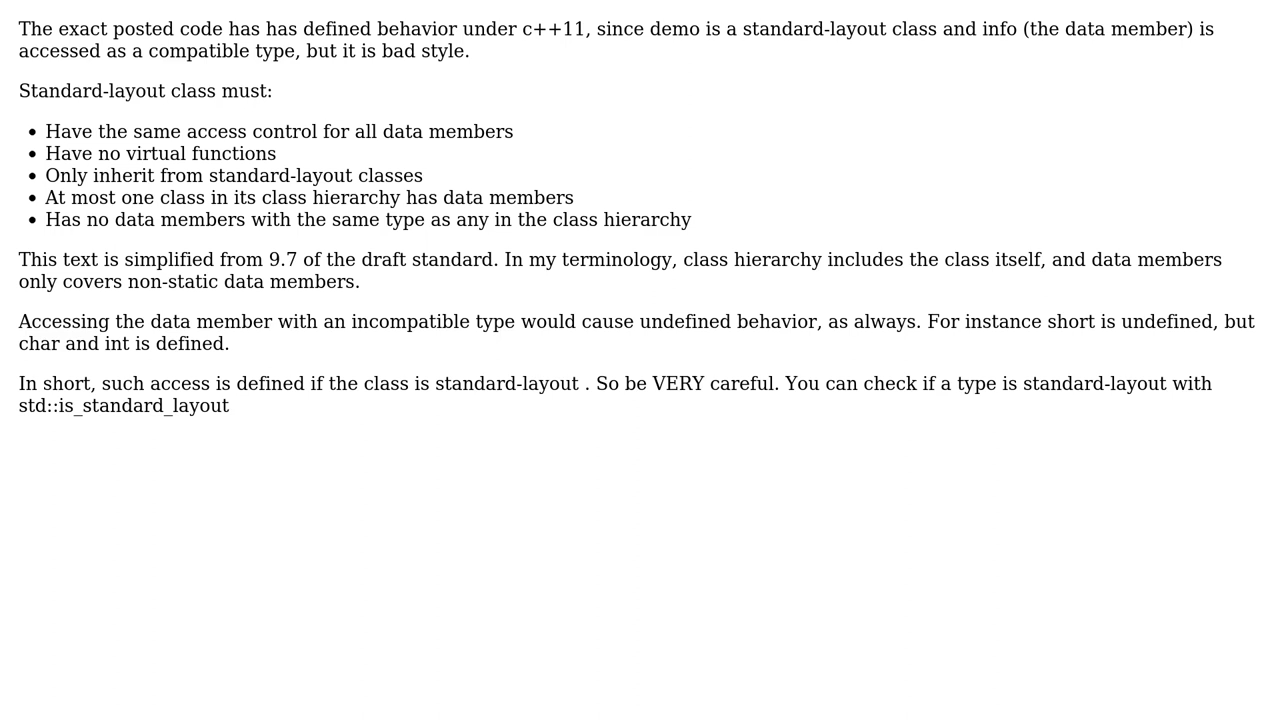 The exact posted code has has defined behavior under c++11, since demo is a standard-layout class and info (the data member) is
accessed as a compatible type, but it is bad style.
Standard-layout class must:
• Have the same access control for all data members
• Have no virtual functions
• Only inherit from standard-layout classes
• At most one class in its class hierarchy has data members
• Has no data members with the same type as any in the class hierarchy
This text is simplified from 9.7 of the draft standard. In my terminology, class hierarchy includes the class itself, and data members
only covers non-static data members.
Accessing the data member with an incompatible type would cause undefined behavior, as always. For instance short is undefined, but
char and int is defined.
In short, such access is defined if the class is standard-layout . So be VERY careful. You can check if a type is standard-layout with
std::is_standard_layout